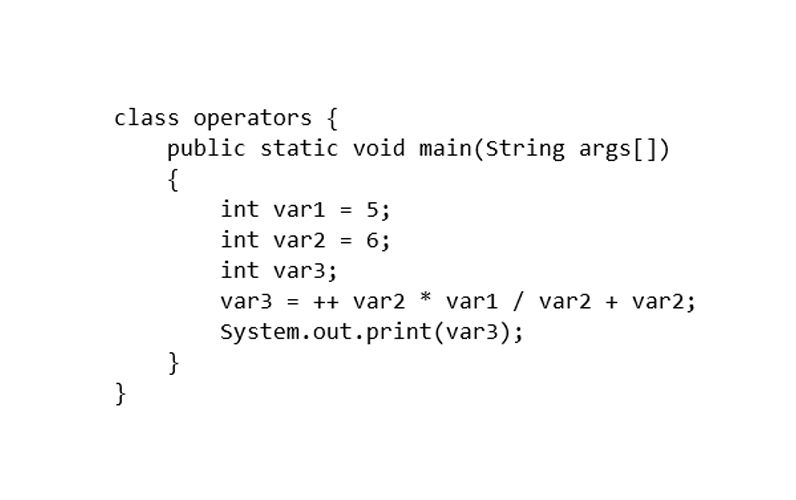 class operators {
    public static void main(String args[])
    {
        int var1 = 5;
        int var2 = 6;
        int var3;
        var3 = ++ var2 * var1 / var2 + var2;
        System.out.print(var3);
    }
}